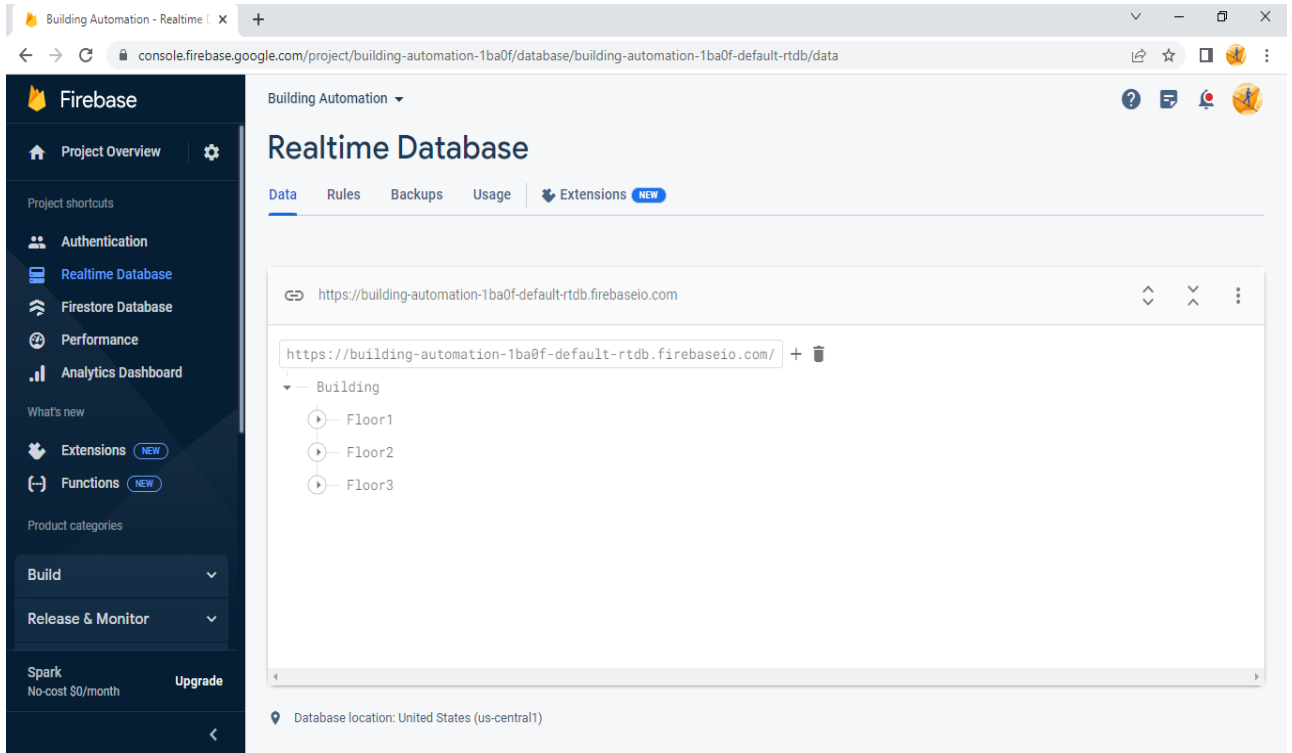 Building Automation - Realtime D
console.firebase.google.com/project/building-automation-1ba0f/database/building-automation-1ba0f-default-rtdb/data
Firebase
Project Overview
Project shortcuts
Authentication
Realtime Database
Firestore Database
Performance
Analytics Dashboard
What's new
Extensions NEW
Functions NEW
Product categories
Build
Release & Monitor
Spark
No-cost $0/month
Upgrade
Building Automation
Realtime Database
Data Rules Backups Usage Extensions NEW
https://building-automation-1ba0f-default-rtdb.firebaseio.com
https://building-automation-1ba0f-default-rtdb.firebaseio.com/
Building
Floor1
Floor2
Floor3
Database location: United States (us-central1)